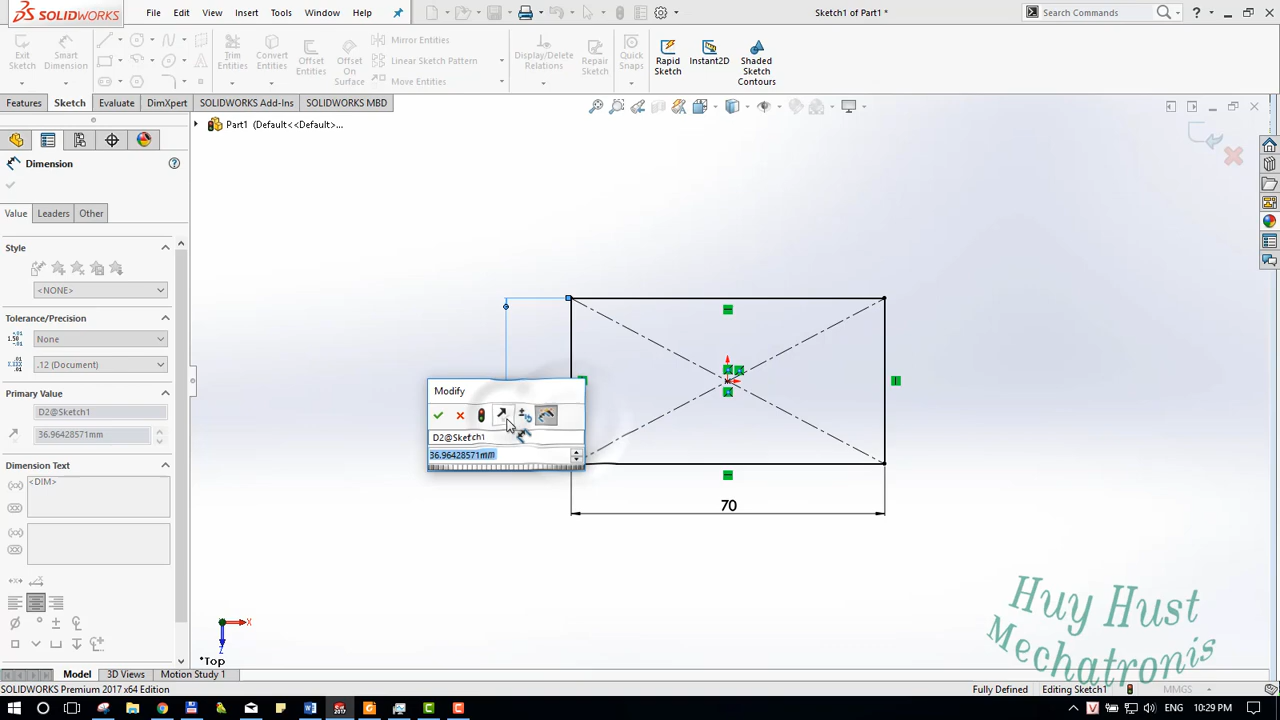 SOLIDWORKS
File Edit View Insert Tools Window Help
Sketch1 of Part1 *
Search Commands
Exit Sketch
Smart Dimension
Trim Entities
Convert Entities
Offset Entities
Offset On Surface
Mirror Entities
Linear Sketch Pattern
Move Entities
Display/Delete Relations
Repair Sketch
Quick Snaps
Rapid Sketch
Instant2D
Shaded Sketch Contours
Features Sketch Evaluate DimXpert SOLIDWORKS Add-Ins SOLIDWORKS MBD
Part1 (Default<<Default>...
Dimension
Value Leaders Other
Style
<NONE>
Tolerance/Precision
None
.12 (Document)
Primary Value
D2@Sketch1
36.96428571mm
Dimension Text
<DIM>
Modify
D2@Sketch1
36.96428571mm
70
X
Z
*Top
Huy Hust
Mechatronis
Model 3D Views Motion Study 1
SOLIDWORKS Premium 2017 x64 Edition
Fully Defined Editing Sketch1 MMGS
ENG 10:29 PM